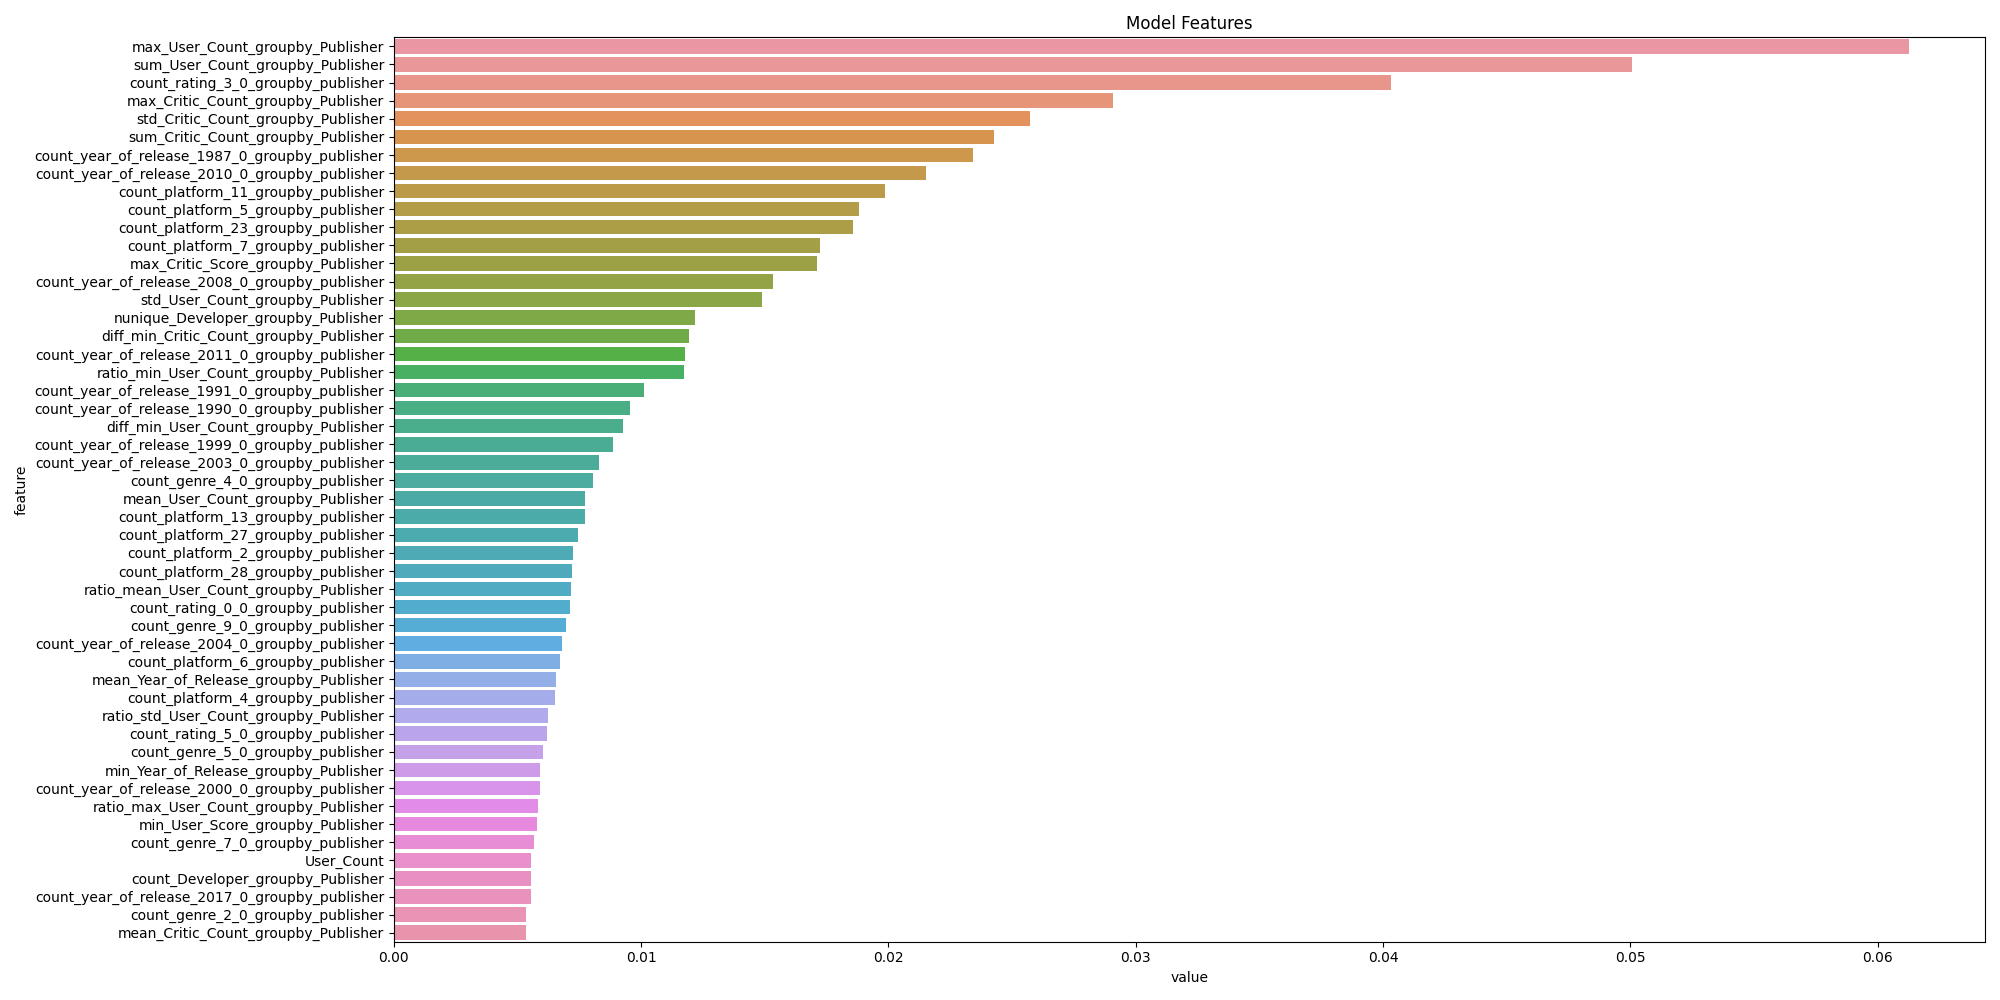 Model Features
max_User_Count_groupby_Publisher
sum_User_Count_groupby_Publisher
count_rating_3_0_groupby_publisher
max_Critic_Count_groupby_Publisher
std_Critic_Count_groupby_Publisher
sum_Critic_Count_groupby_Publisher
count_year_of_release_1987_0_groupby_publisher
count_year_of_release_2010_0_groupby_publisher
count_platform_11_groupby_publisher
count_platform_5_groupby_publisher
count_platform_23_groupby_publisher
count_platform_7_groupby_publisher
max_Critic_Score_groupby_Publisher
count_year_of_release_2008_0_groupby_publisher
std_User_Count_groupby_Publisher
nunique_Developer_groupby_Publisher
diff_min_Critic_Count_groupby_Publisher
count_year_of_release_2011_0_groupby_publisher
ratio_min_User_Count_groupby_Publisher
count_year_of_release_1991_0_groupby_publisher
count_year_of_release_1990_0_groupby_publisher
diff_min_User_Count_groupby_Publisher
count_year_of_release_1999_0_groupby_publisher
count_year_of_release_2003_0_groupby_publisher
count_genre_4_0_groupby_publisher
mean_User_Count_groupby_Publisher
count_platform_13_groupby_publisher
count_platform_27_groupby_publisher
count_platform_2_groupby_publisher
count_platform_28_groupby_publisher
ratio_mean_User_Count_groupby_Publisher
count_rating_0_0_groupby_publisher
count_genre_9_0_groupby_publisher
count_year_of_release_2004_0_groupby_publisher
count_platform_6_groupby_publisher
mean_Year_of_Release_groupby_Publisher
count_platform_4_groupby_publisher
ratio_std_User_Count_groupby_Publisher
count_rating_5_0_groupby_publisher
count_genre_5_0_groupby_publisher
min_Year_of_Release_groupby_Publisher
count_year_of_release_2000_0_groupby_publisher
ratio_max_User_Count_groupby_Publisher
min_User_Score_groupby_Publisher
count_genre_7_0_groupby_publisher
User_Count
count_Developer_groupby_Publisher
count_year_of_release_2017_0_groupby_publisher
count_genre_2_0_groupby_publisher
mean_Critic_Count_groupby_Publisher
feature
0.00 0.01 0.02 0.03 0.04 0.05 0.06
value